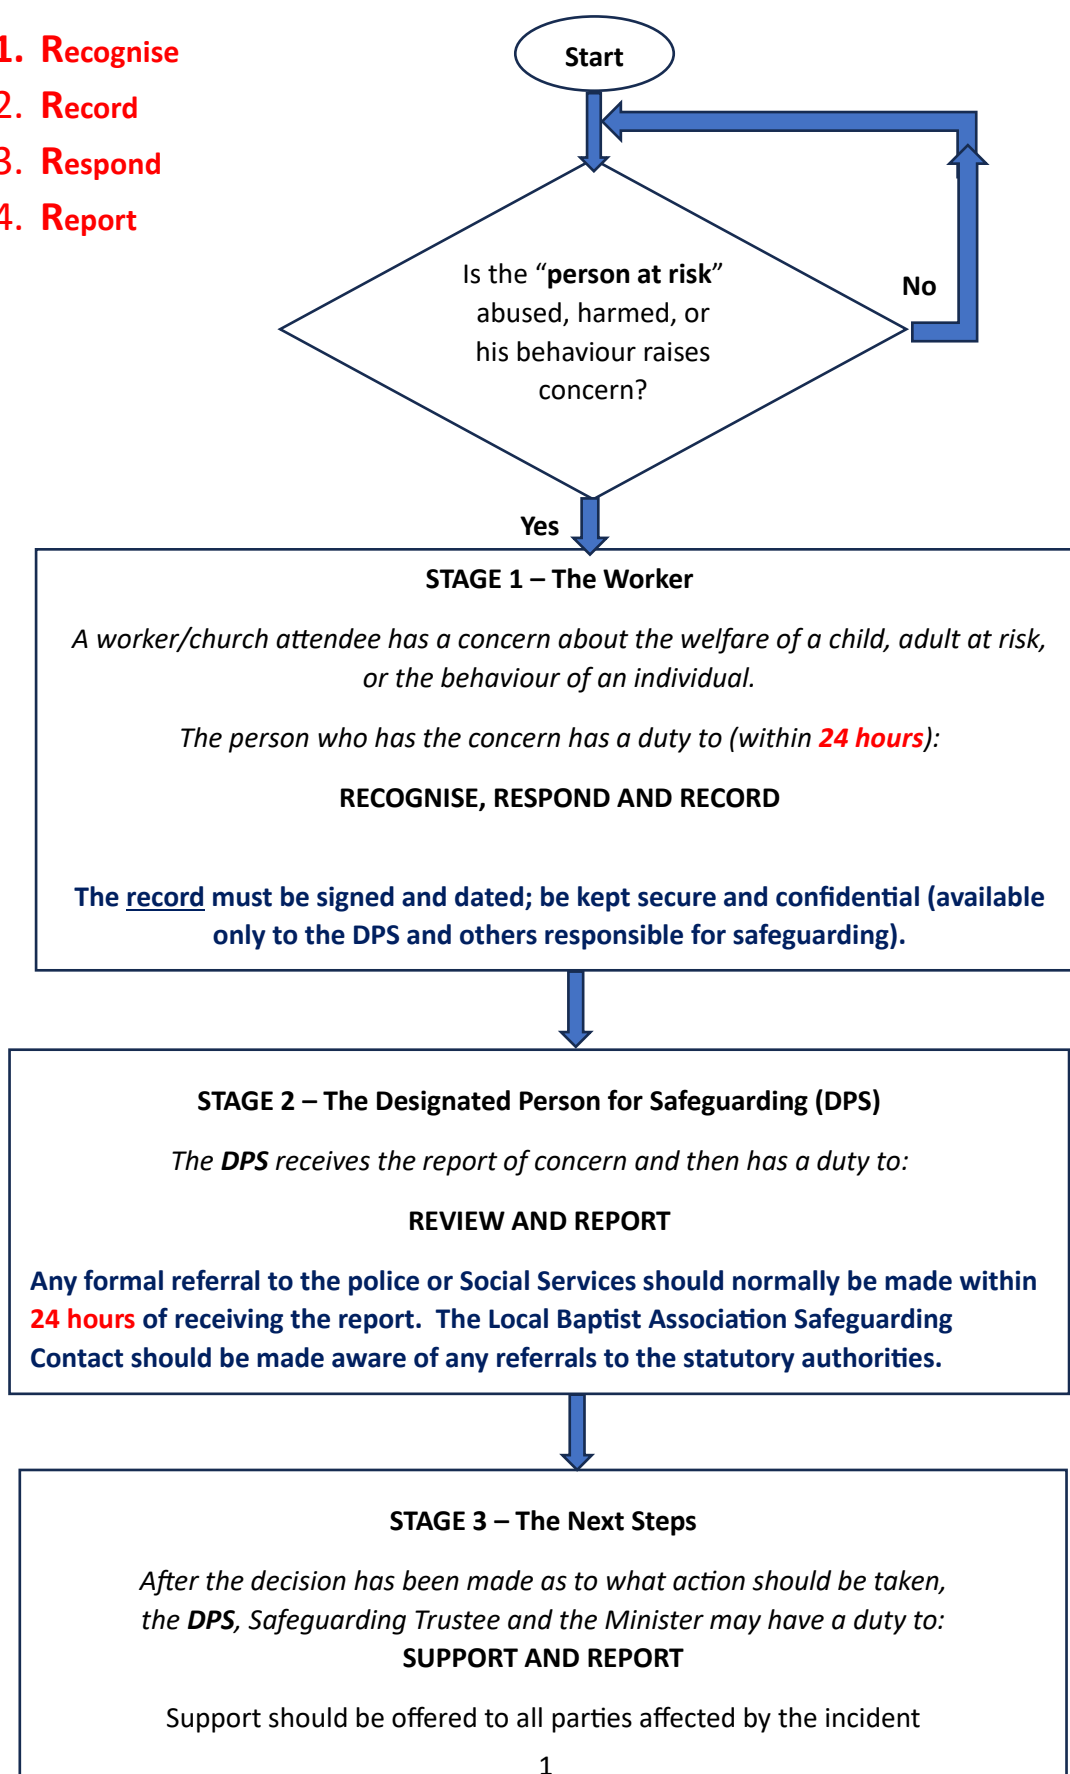 1. Recognise
2. Record
3. Respond
4. Report
Start
Is the “person at risk”
abused, harmed, or
his behaviour raises
concern?
No
Yes
STAGE 1 – The Worker
A worker/church attendee has a concern about the welfare of a child, adult at risk,
or the behaviour of an individual.
The person who has the concern has a duty to (within 24 hours):
RECOGNISE, RESPOND AND RECORD
The record must be signed and dated; be kept secure and confidential (available
only to the DPS and others responsible for safeguarding).
STAGE 2 – The Designated Person for Safeguarding (DPS)
The DPS receives the report of concern and then has a duty to:
REVIEW AND REPORT
Any formal referral to the police or Social Services should normally be made within
24 hours of receiving the report. The Local Baptist Association Safeguarding
Contact should be made aware of any referrals to the statutory authorities.
STAGE 3 – The Next Steps
After the decision has been made as to what action should be taken,
the DPS, Safeguarding Trustee and the Minister may have a duty to:
SUPPORT AND REPORT
Support should be offered to all parties affected by the incident
1